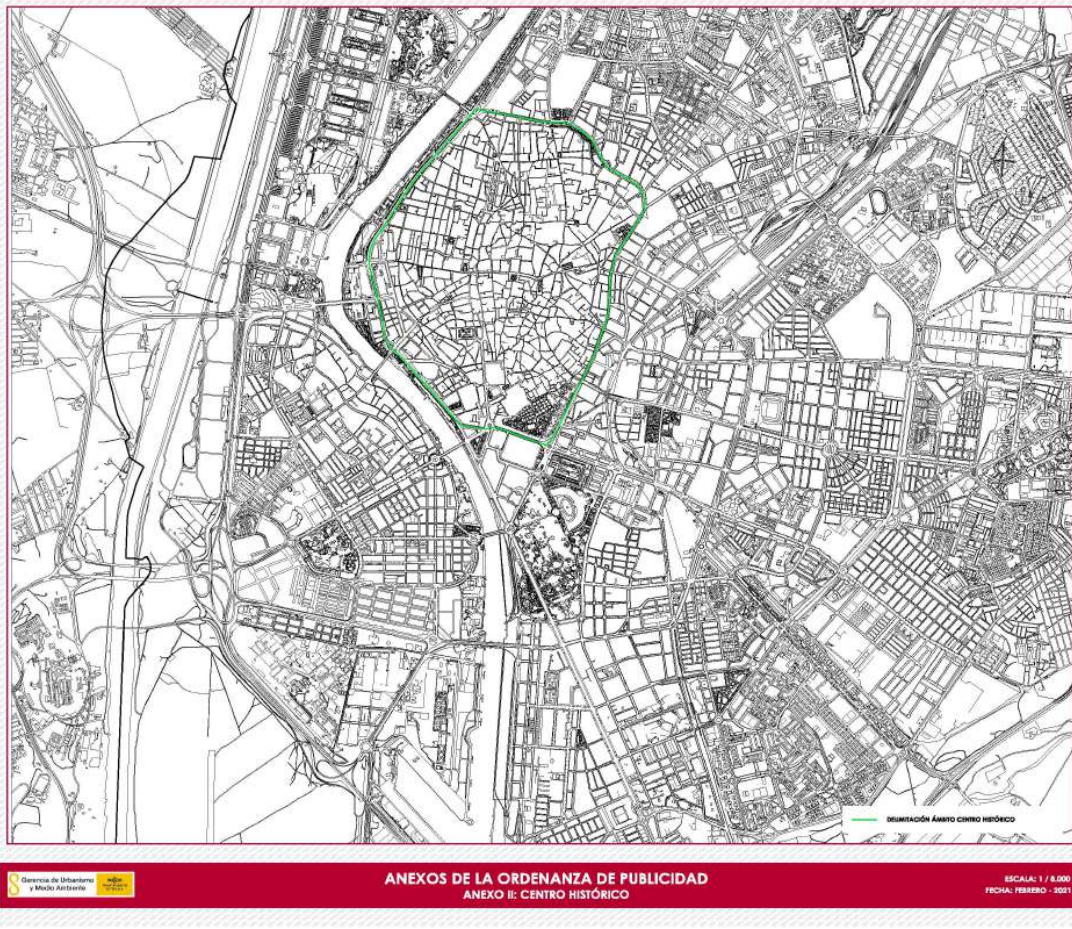 DELIMITACIÓN ÁMBITO CENTRO HISTÓRICO
Gerencia de Urbanismo
y Medio Ambiente
ANEXOS DE LA ORDENANZA DE PUBLICIDAD
ANEXO II: CENTRO HISTÓRICO
ESCALA: 1 / 8.000
FECHA: FEBRERO - 2021